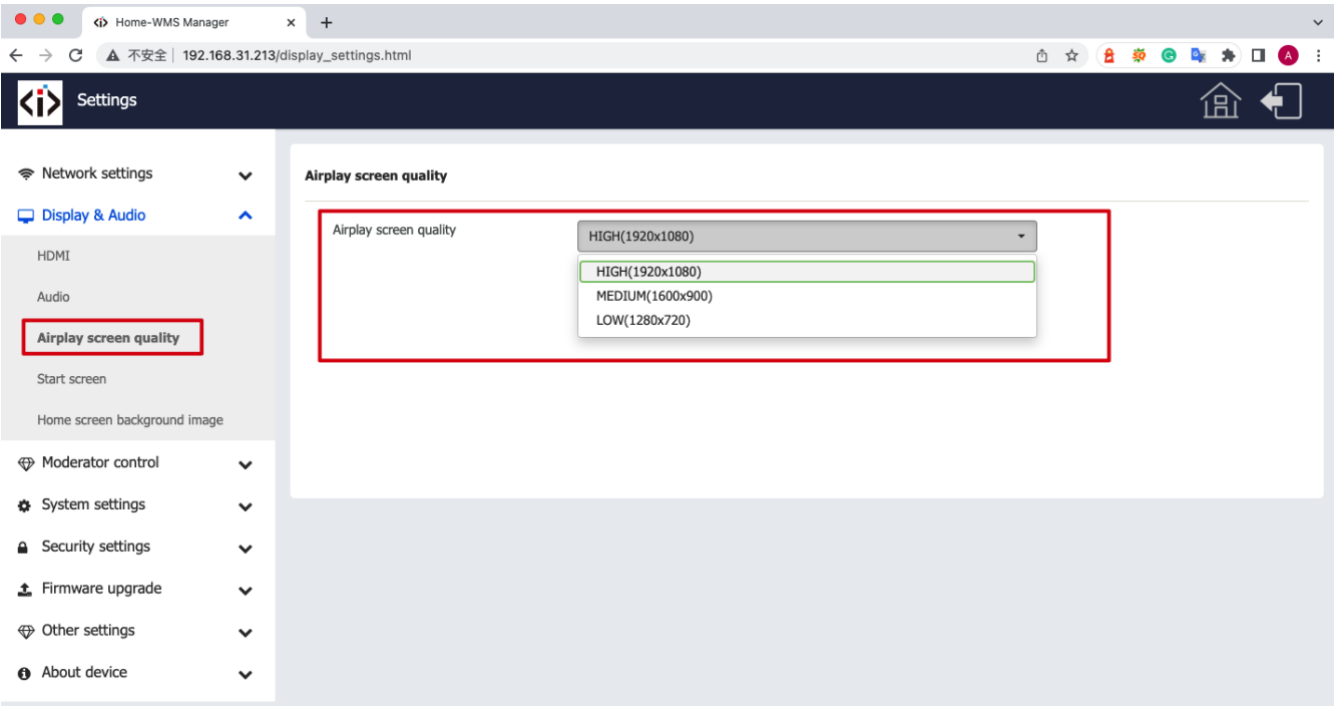 Home-WMS Manager
不安全 192.168.31.213/display_settings.html
A
Settings
Network settings
Display & Audio
HDMI
Audio
Airplay screen quality
Start screen
Home screen background image
Moderator control
System settings
Security settings
Firmware upgrade
Other settings
About device
Airplay screen quality
Airplay screen quality
HIGH(1920x1080)
HIGH(1920x1080)
MEDIUM(1600x900)
LOW(1280x720)